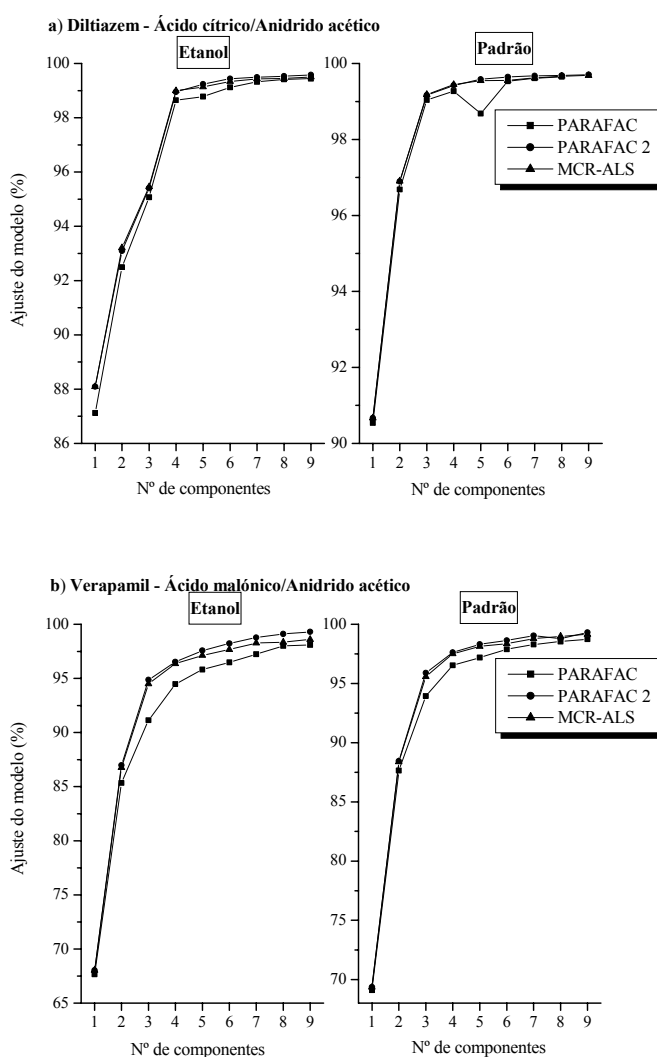 a) Diltiazem - Ácido cítrico/Anidrido acético
Etanol
Padrão
100
98
96
94
92
90
88
86
Ajuste do modelo (%)
1 2 3 4 5 6 7 8 9
Nº de componentes
100
98
96
94
92
90
1 2 3 4 5 6 7 8 9
Nº de componentes
PARAFAC
PARAFAC 2
MCR-ALS
b) Verapamil - Ácido malónico/Anidrido acético
Etanol
Padrão
100
95
90
85
80
75
70
65
Ajuste do modelo (%)
1 2 3 4 5 6 7 8 9
Nº de componentes
100
95
90
85
80
75
70
1 2 3 4 5 6 7 8 9
Nº de componentes
PARAFAC
PARAFAC 2
MCR-ALS